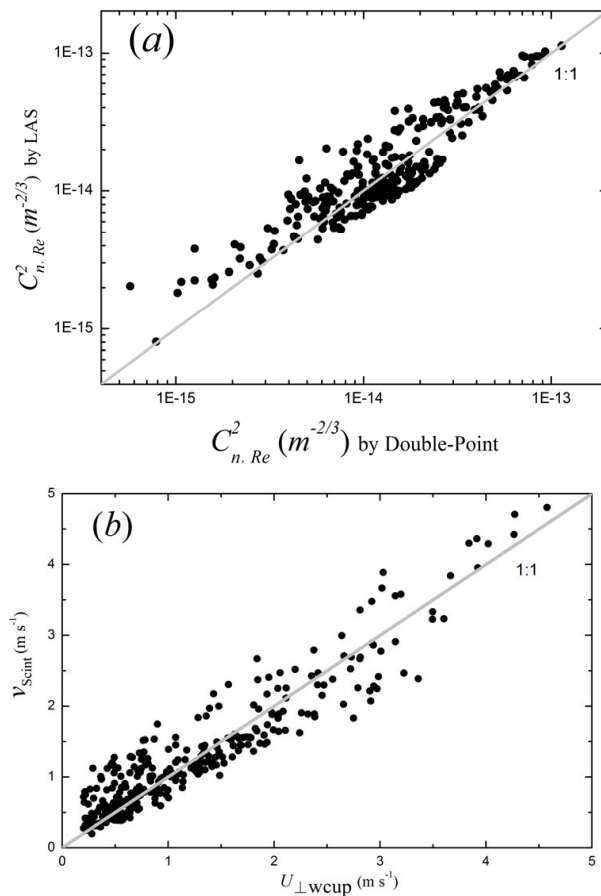 (a)
1E-13
1:1
1E-14
1E-15
C²n, Re (m⁻²/³) by LAS
1E-15 1E-14 1E-13
C²n, Re (m⁻²/³) by Double-Point
(b)
5
4
1:1
3
2
1
0
vScint (m s⁻¹)
0 1 2 3 4 5
U⊥wcup (m s⁻¹)